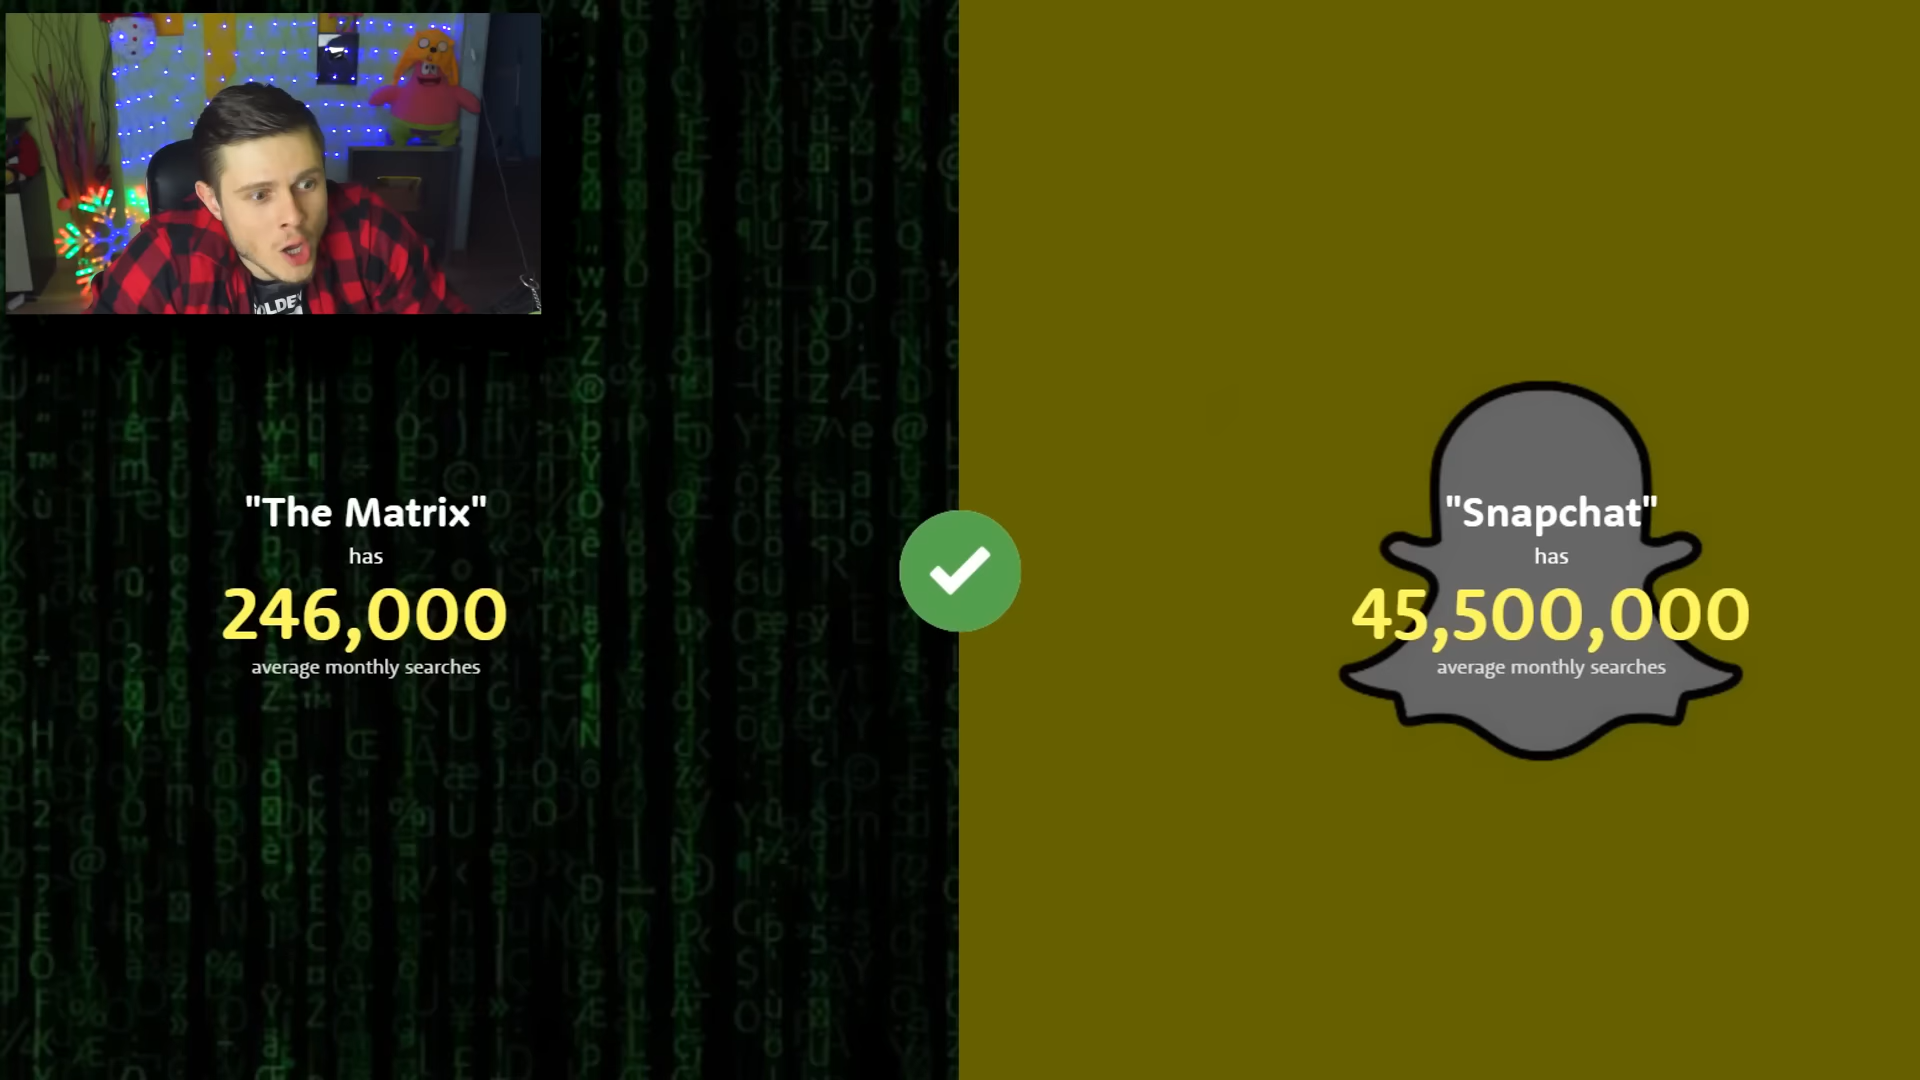 "The Matrix"
has
246,000
average monthly searches
"Snapchat"
has
45,500,000
average monthly searches